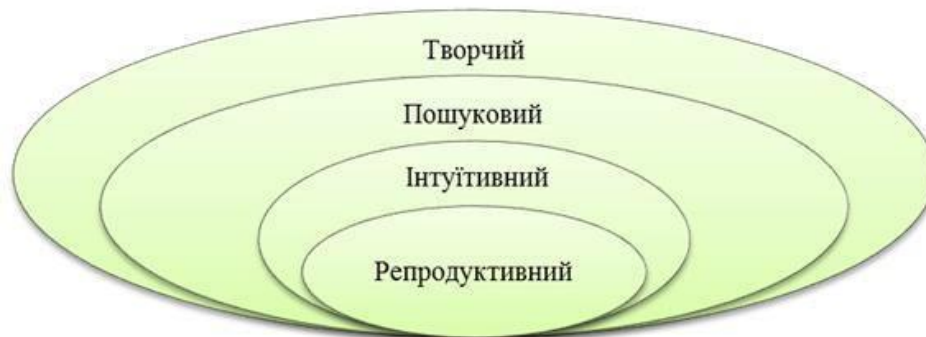 Творчий
Пошуковий
Інтуїтивний
Репродуктивний